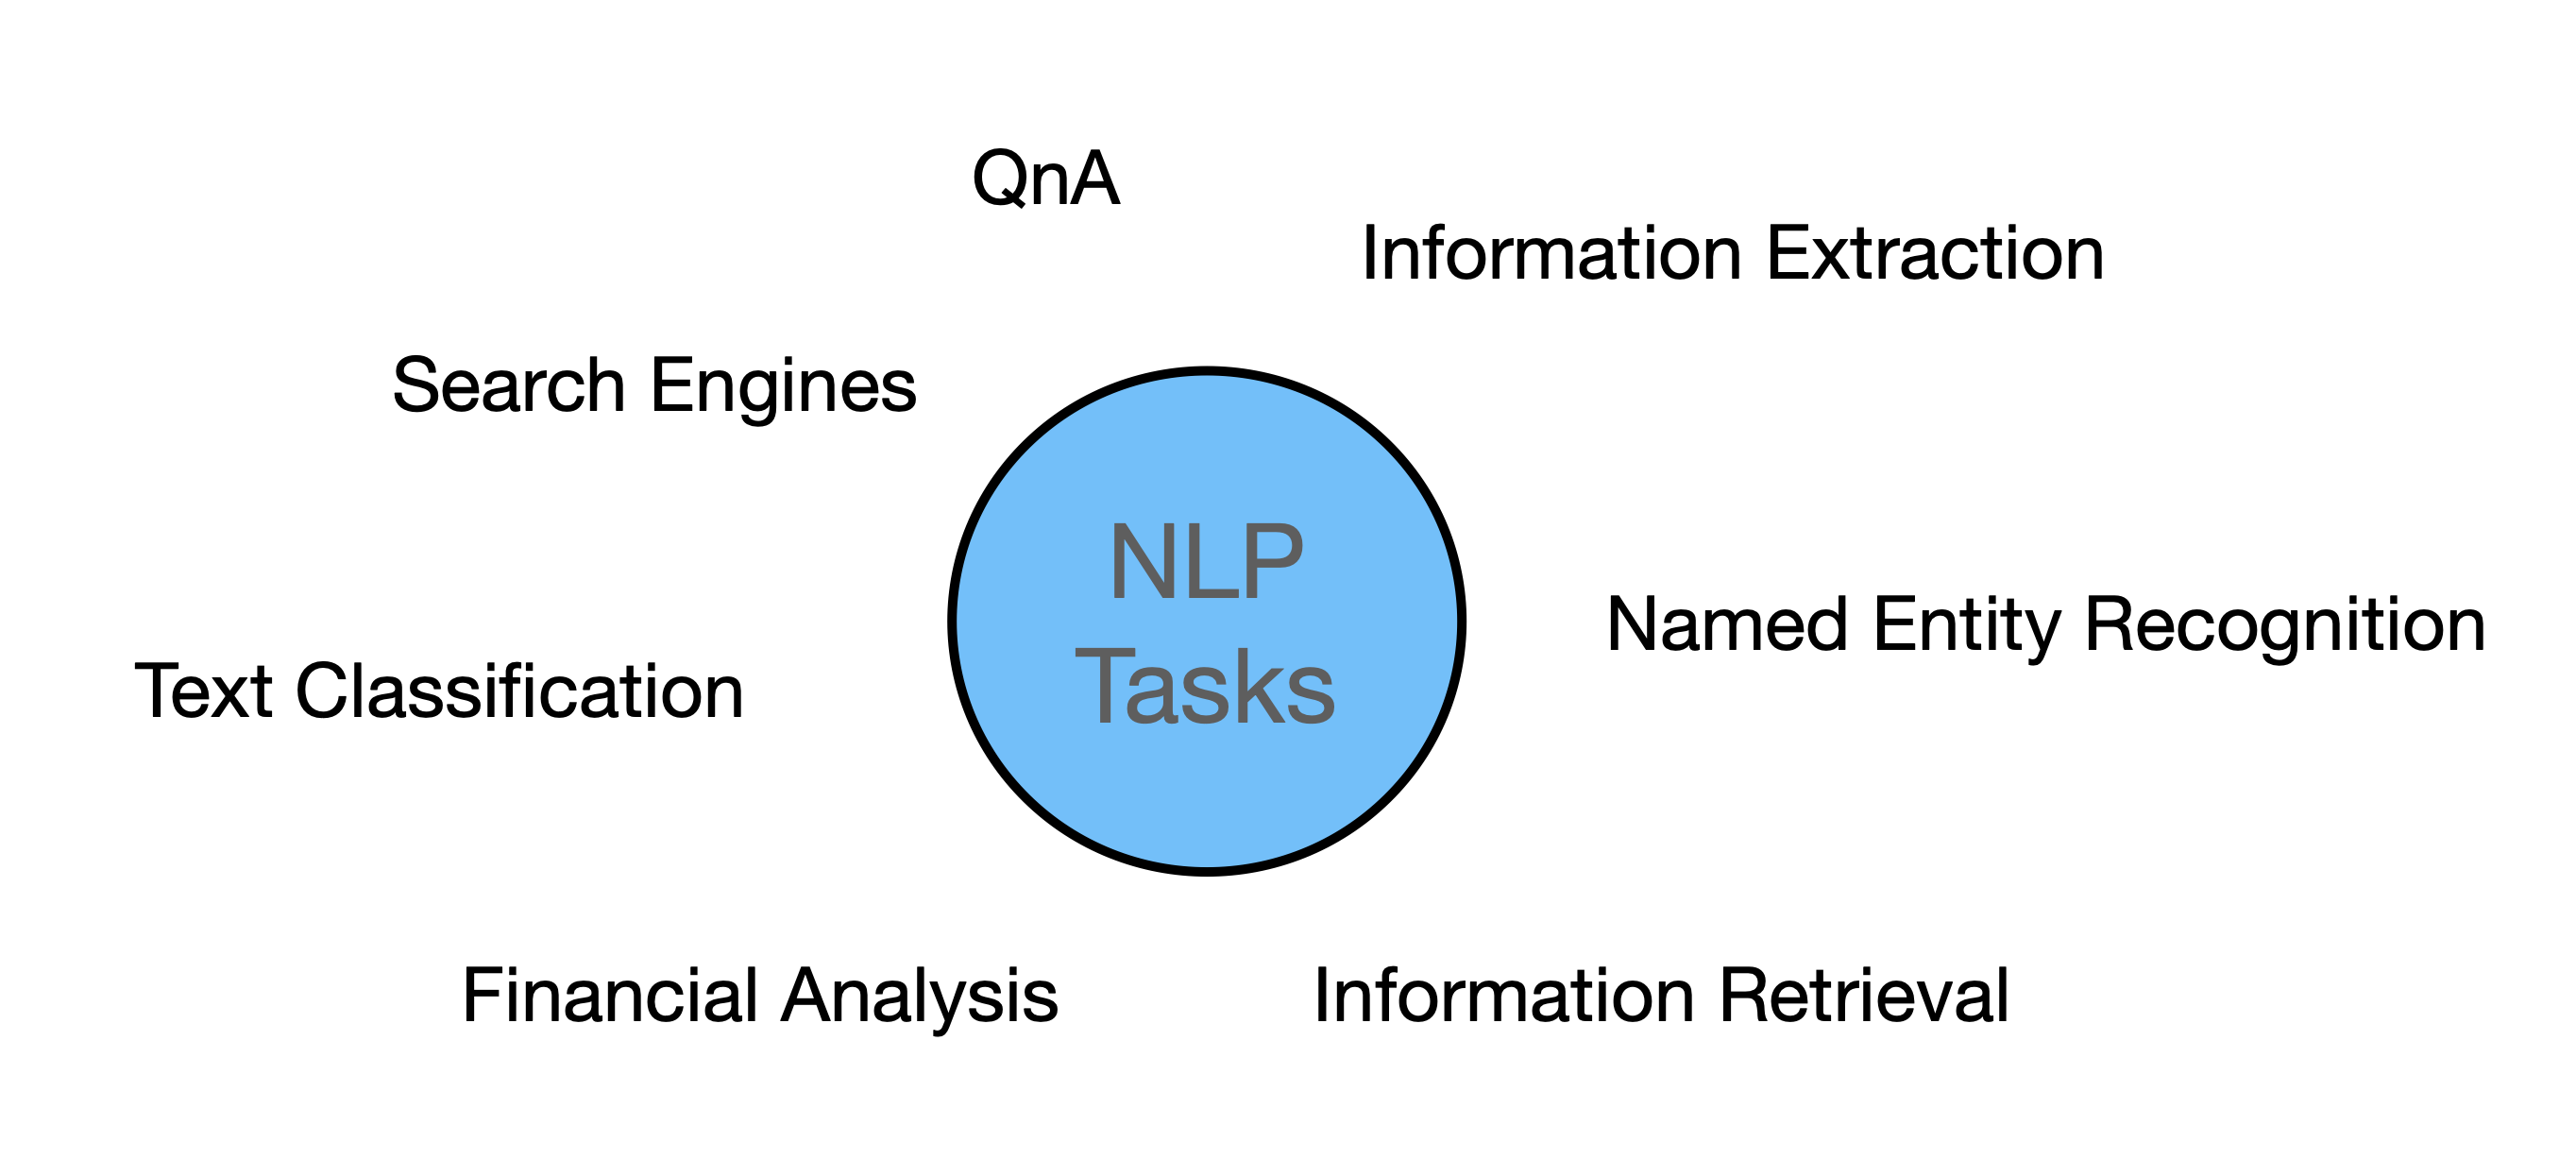 QnA
Information Extraction
Search Engines
NLP
Tasks
Named Entity Recognition
Text Classification
Financial Analysis
Information Retrieval